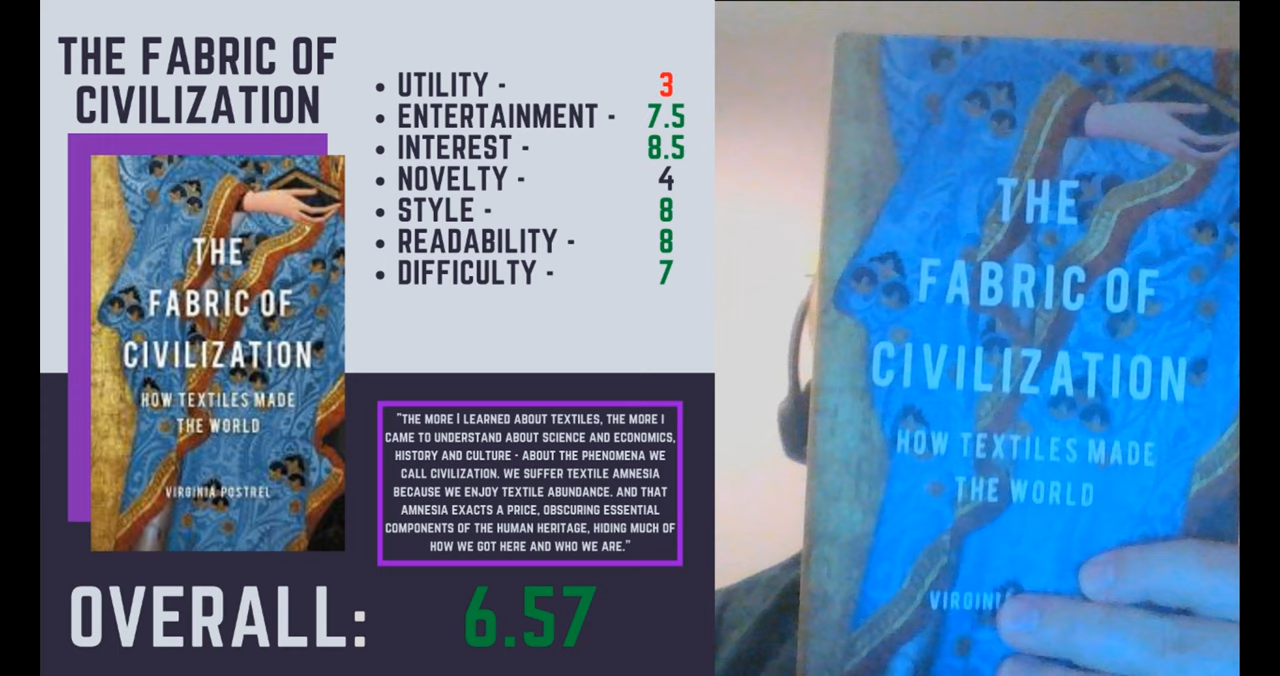 THE FABRIC OF
CIVILIZATION
• UTILITY - 3
• ENTERTAINMENT - 7.5
• INTEREST - 8.5
• NOVELTY - 4
• STYLE - 8
• READABILITY - 8
• DIFFICULTY - 7
THE
FABRIC OF
CIVILIZATION
HOW TEXTILES MADE
THE WORLD
VIRGINIA POSTREL
"THE MORE I LEARNED ABOUT TEXTILES, THE MORE I
CAME TO UNDERSTAND ABOUT SCIENCE AND ECONOMICS,
HISTORY AND CULTURE - ABOUT THE PHENOMENA WE
CALL CIVILIZATION. WE SUFFER TEXTILE AMNESIA
BECAUSE WE ENJOY TEXTILE ABUNDANCE. AND THAT
AMNESIA EXACTS A PRICE, OBSCURING ESSENTIAL
COMPONENTS OF THE HUMAN HERITAGE, HIDING MUCH OF
HOW WE GOT HERE AND WHO WE ARE."
OVERALL: 6.57
THE
FABRIC OF
CIVILIZATION
HOW TEXTILES MADE
THE WORLD
VIRGINI